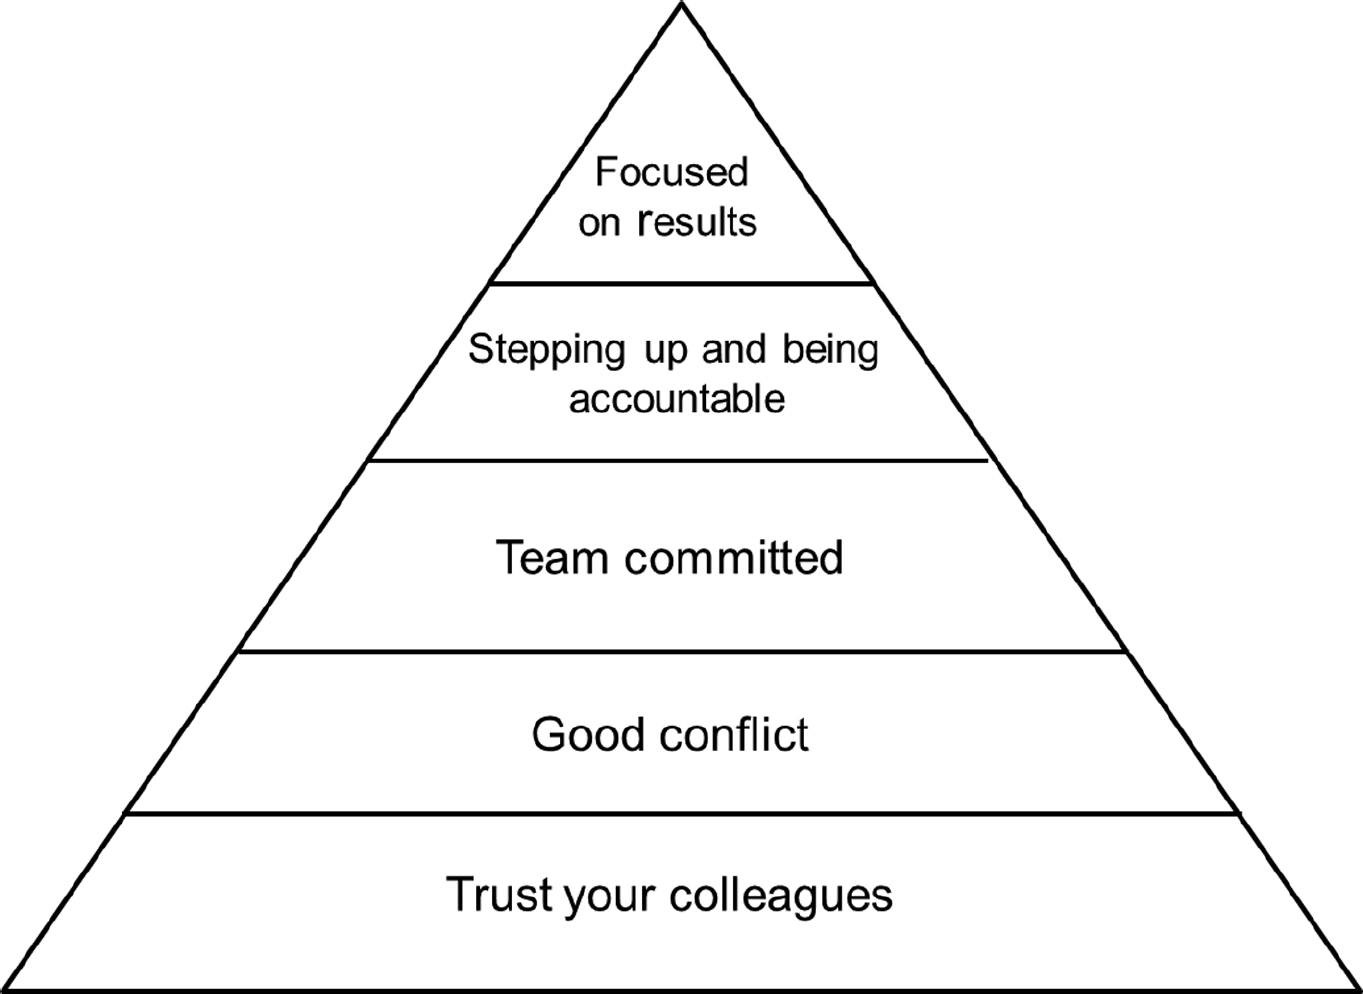 Focused
on results
Stepping up and being
accountable
Team committed
Good conflict
Trust your colleagues